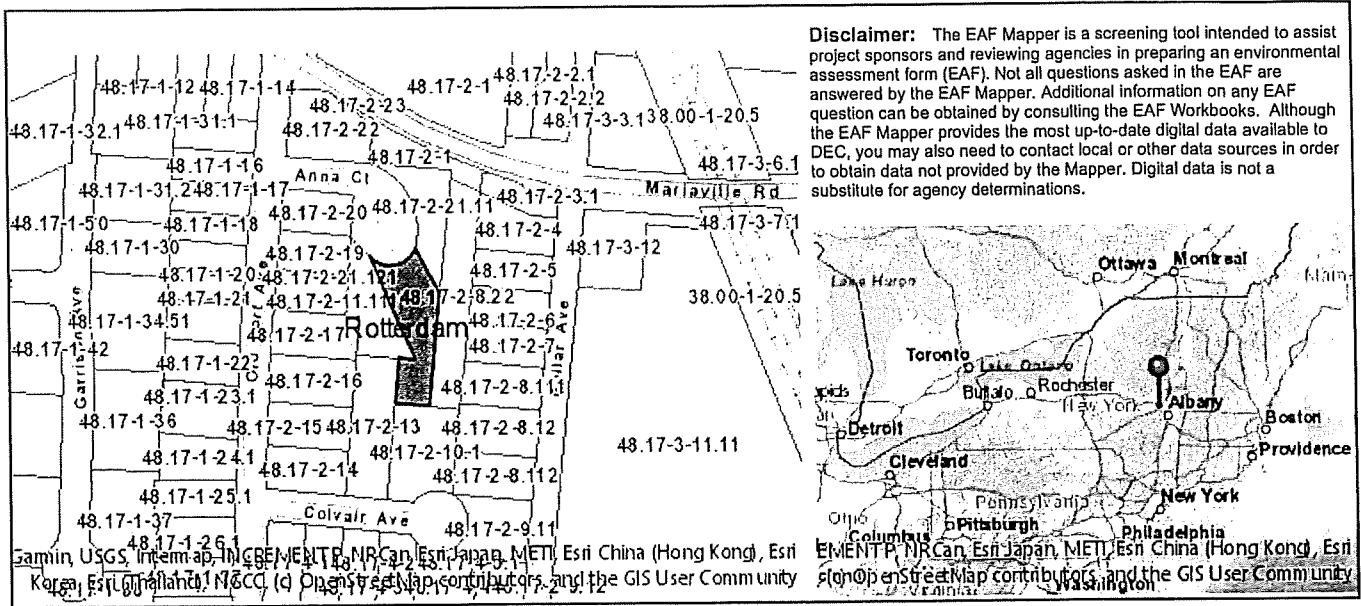 Disclaimer: The EAF Mapper is a screening tool intended to assist
project sponsors and reviewing agencies in preparing an environmental
assessment form (EAF). Not all questions asked in the EAF are
answered by the EAF Mapper. Additional information on any EAF
question can be obtained by consulting the EAF Workbooks. Although
the EAF Mapper provides the most up-to-date digital data available to
DEC, you may also need to contact local or other data sources in order
to obtain data not provided by the Mapper. Digital data is not a
substitute for agency determinations.
48.17-1-12
48.17-1-14
48.17-2-23
48.17-2-1
48.17-2-2.1
48.17-2-2.2
48.17-3-3.1
38.00-1-20.5
48.17-1-32.1
48.17-1-31.1
48.17-2-22
48.17-2-1
48.17-1-16
Anna Ct
48.17-3-6.1
48.17-1-31.2
48.17-1-17
48.17-2-3.1
Mariaville Rd
48.17-2-20
48.17-2-21.11
48.17-1-50
48.17-1-18
48.17-2-4
48.17-3-7.1
48.17-1-30
48.17-2-19
48.17-3-12
48.17-1-20
48.17-2-21.121
48.17-2-5
48.17-1-21
48.17-2-11.111
48.17-2-8.22
38.00-1-20.5
48.17-1-34.51
48.17-2-17
Rotterdam
48.17-2-6
48.17-1-42
48.17-2-7
48.17-1-22
48.17-2-16
48.17-2-8.111
48.17-1-23.1
48.17-1-36
48.17-2-15
48.17-2-13
48.17-2-8.12
48.17-3-11.11
48.17-1-24.1
48.17-2-10.1
48.17-2-14
48.17-2-8.112
48.17-1-25.1
48.17-1-37
Colvair Ave
48.17-2-9.11
48.17-1-26.1
Garmin, USGS, Intermap, INCREMENT P, NRCan, Esri Japan, METI, Esri China (Hong Kong), Esri
Korea, Esri (Thailand), NGCC, (c) OpenStreetMap contributors, and the GIS User Community
Ottawa
Montreal
Lake Huron
Toronto
Lake Ontario
Buffalo
Rochester
New York
Albany
Boston
Detroit
Providence
Cleveland
Pennsylvania
New York
Ohio
Pittsburgh
Philadelphia
Columbus
EMENT P, NRCan, Esri Japan, METI, Esri China (Hong Kong), Esri
(c) OpenStreetMap contributors, and the GIS User Community
Washington